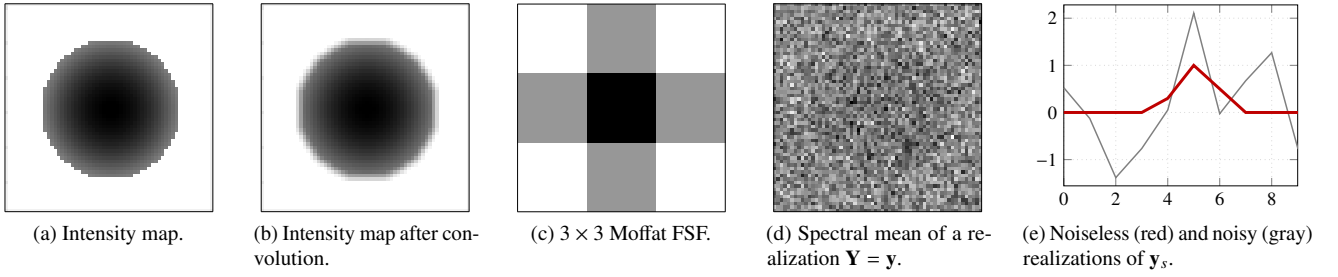 2
1
0
−1
0 2 4 6 8
(a) Intensity map.
(b) Intensity map after con-
volution.
(c) 3 × 3 Moffat FSF.
(d) Spectral mean of a re-
alization Y = y.
(e) Noiseless (red) and noisy (gray)
realizations of yₛ.